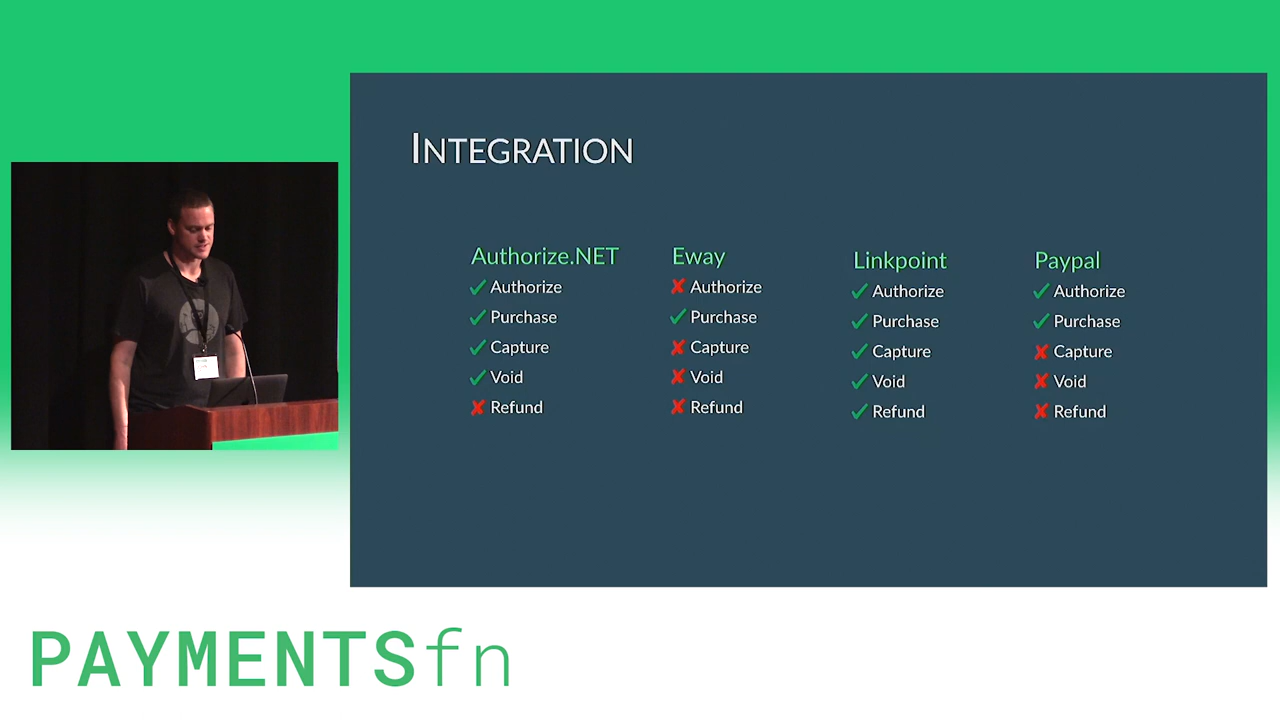 INTEGRATION
Authorize.NET
✓ Authorize
✓ Purchase
✓ Capture
✓ Void
✘ Refund
Eway
✘ Authorize
✓ Purchase
✘ Capture
✘ Void
✘ Refund
Linkpoint
✓ Authorize
✓ Purchase
✓ Capture
✓ Void
✓ Refund
Paypal
✓ Authorize
✓ Purchase
✘ Capture
✘ Void
✘ Refund
PAYMENTSfn